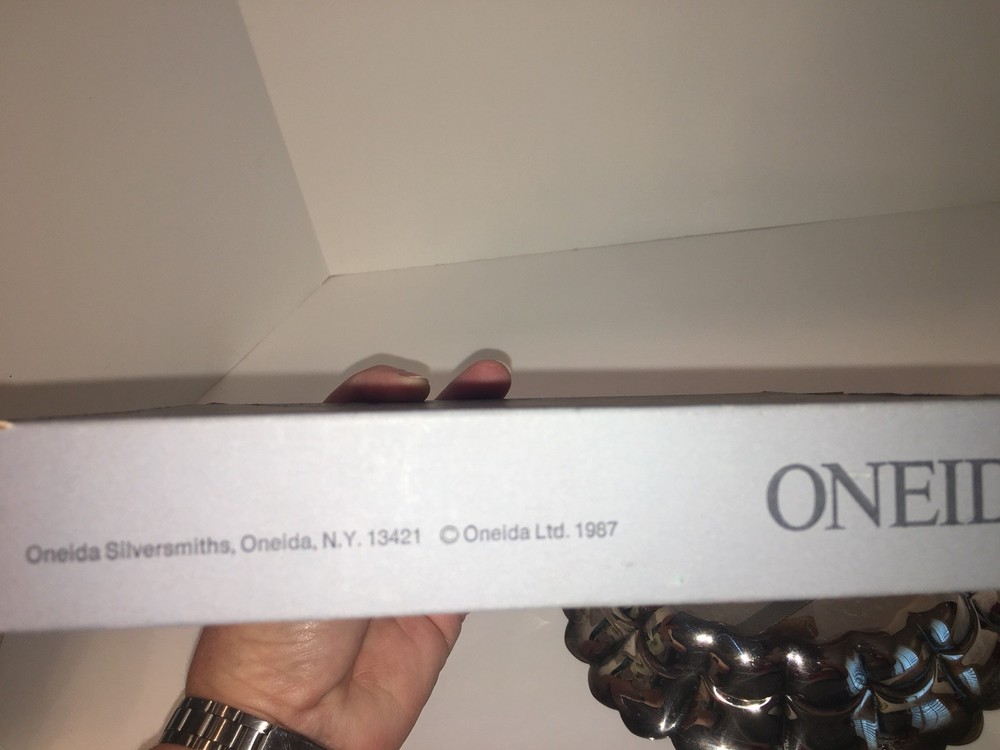 Oneida Silversmiths, Oneida, N.Y. 13421 © Oneida Ltd. 1987
ONEID